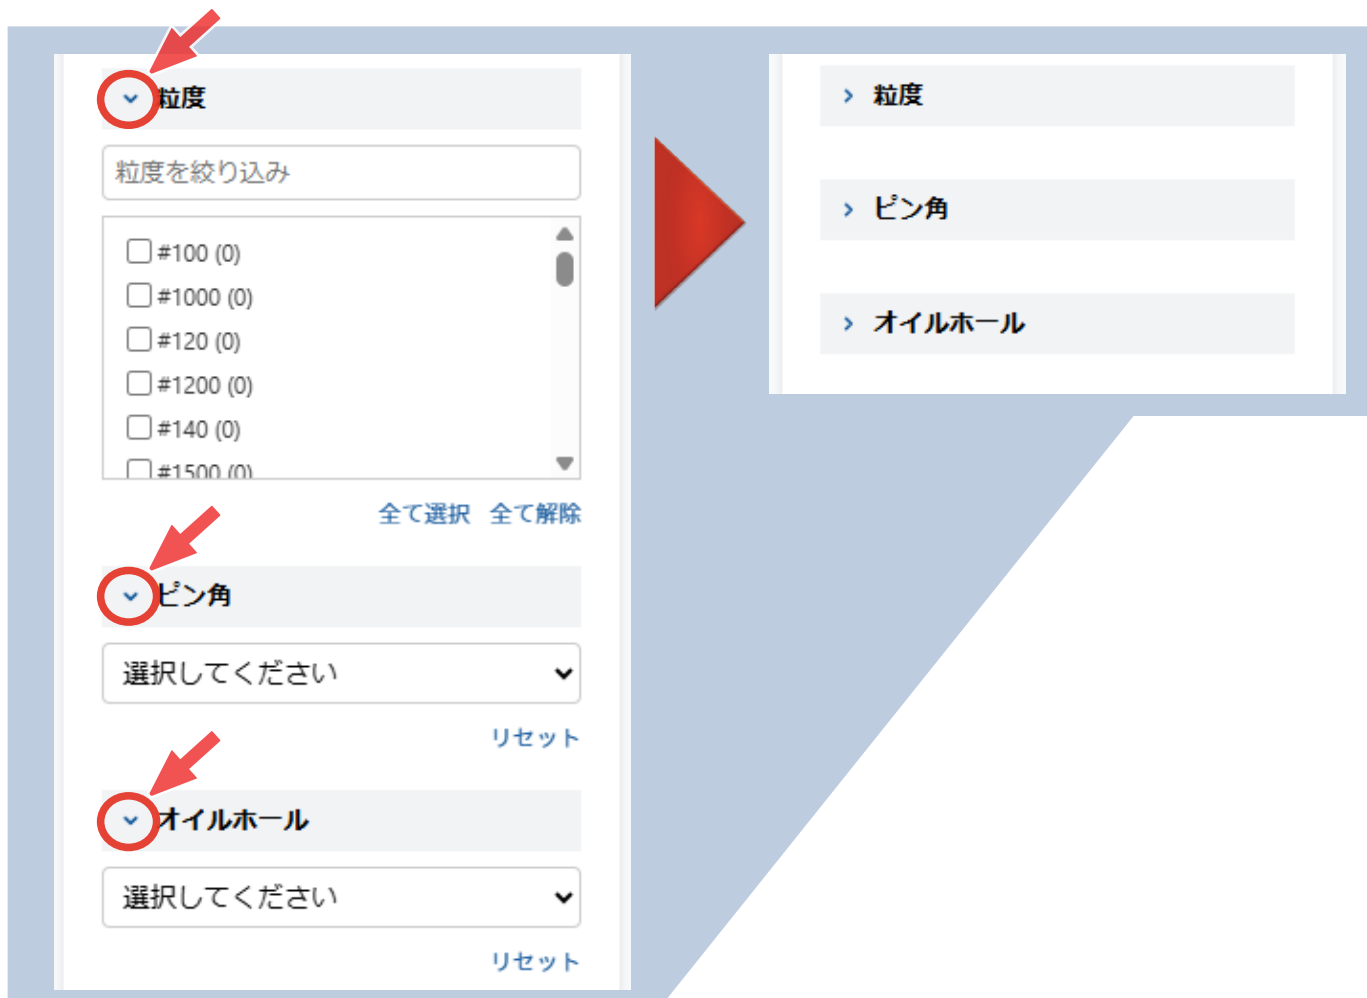 粒度
粒度を絞り込み
#100 (0)
#1000 (0)
#120 (0)
#1200 (0)
#140 (0)
#1500 (0)
全て選択 全て解除
ピン角
選択してください
リセット
オイルホール
選択してください
リセット
粒度
ピン角
オイルホール